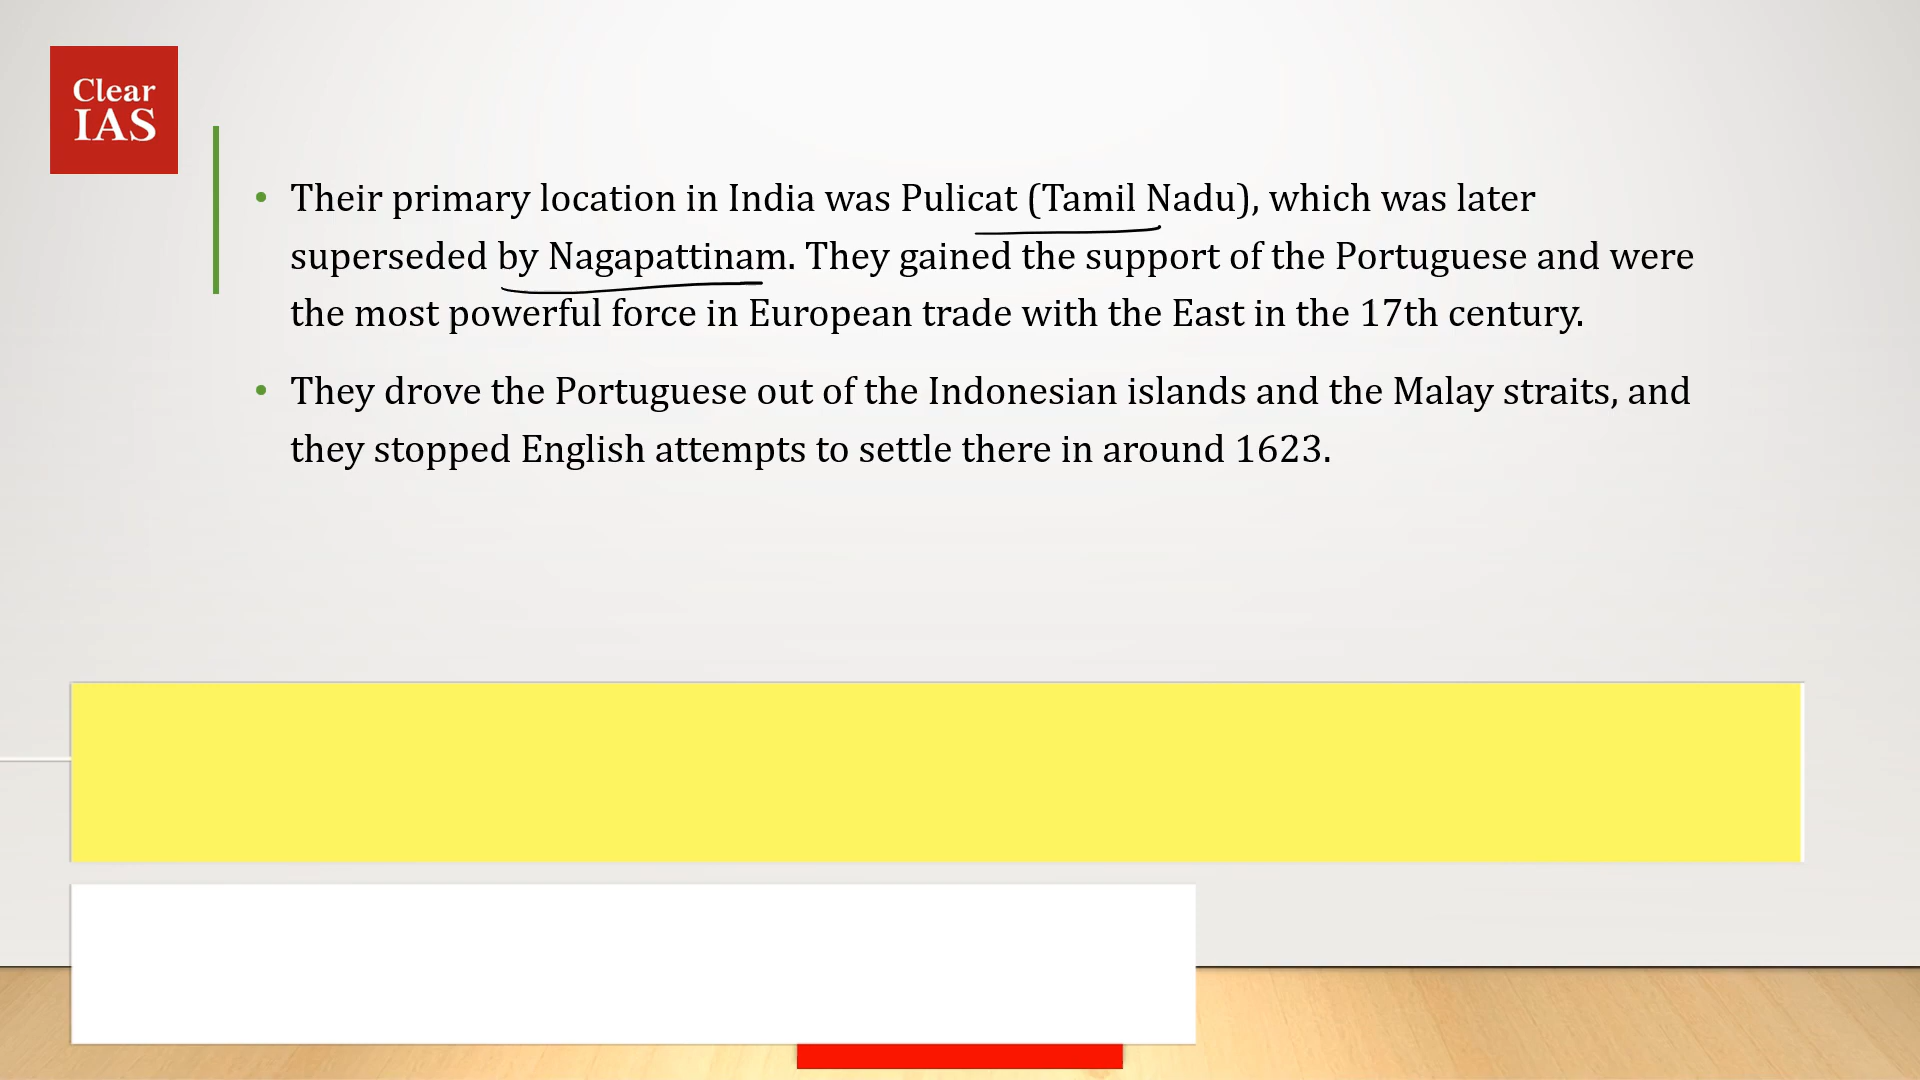 Clear
IAS
• Their primary location in India was Pulicat (Tamil Nadu), which was later
superseded by Nagapattinam. They gained the support of the Portuguese and were
the most powerful force in European trade with the East in the 17th century.
• They drove the Portuguese out of the Indonesian islands and the Malay straits, and
they stopped English attempts to settle there in around 1623.